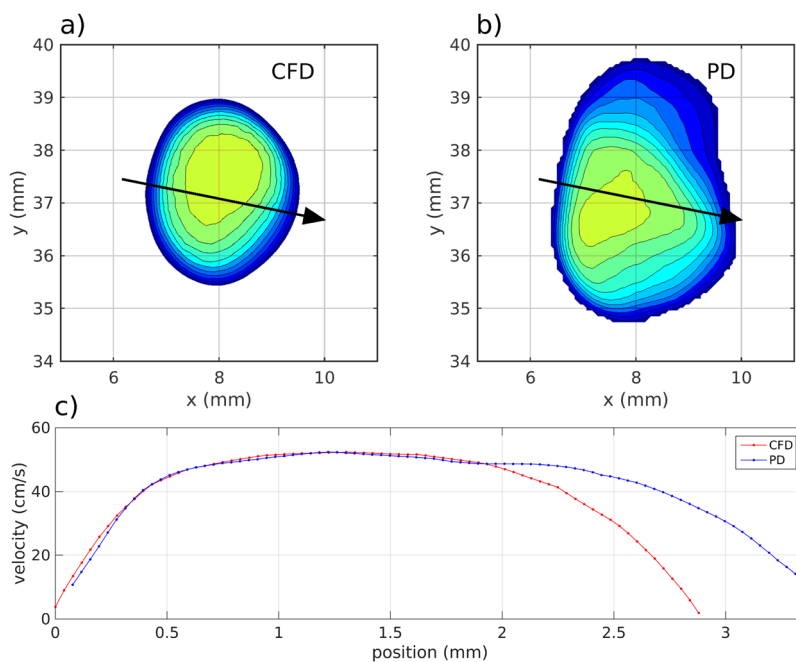 a)
CFD
40
39
38
37
36
35
34
y (mm)
6 8 10
x (mm)
b)
PD
40
39
38
37
36
35
34
y (mm)
6 8 10
x (mm)
c)
60
40
20
0
velocity (cm/s)
CFD
PD
0 0.5 1 1.5 2 2.5 3
position (mm)